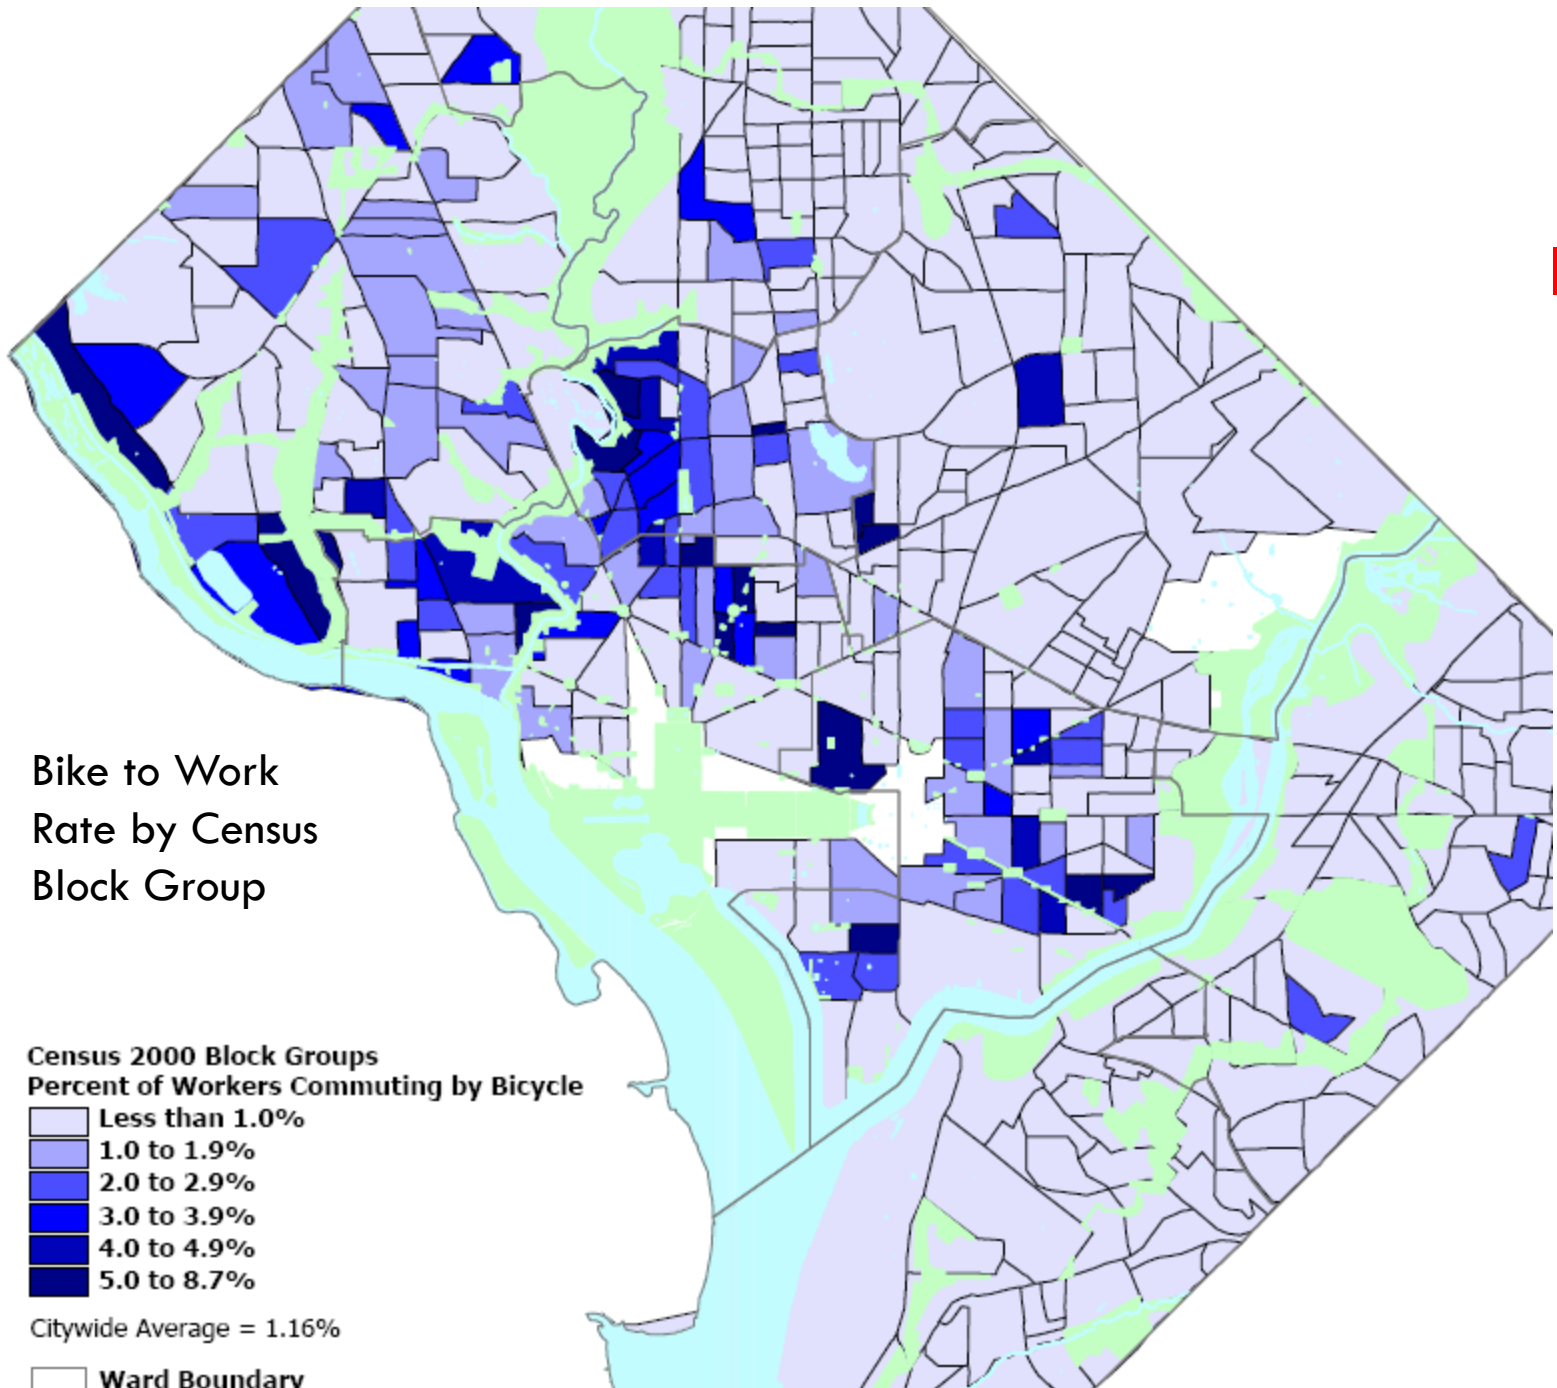 Bike to Work
Rate by Census
Block Group
Census 2000 Block Groups
Percent of Workers Commuting by Bicycle
Less than 1.0%
1.0 to 1.9%
2.0 to 2.9%
3.0 to 3.9%
4.0 to 4.9%
5.0 to 8.7%
Citywide Average = 1.16%
Ward Boundary